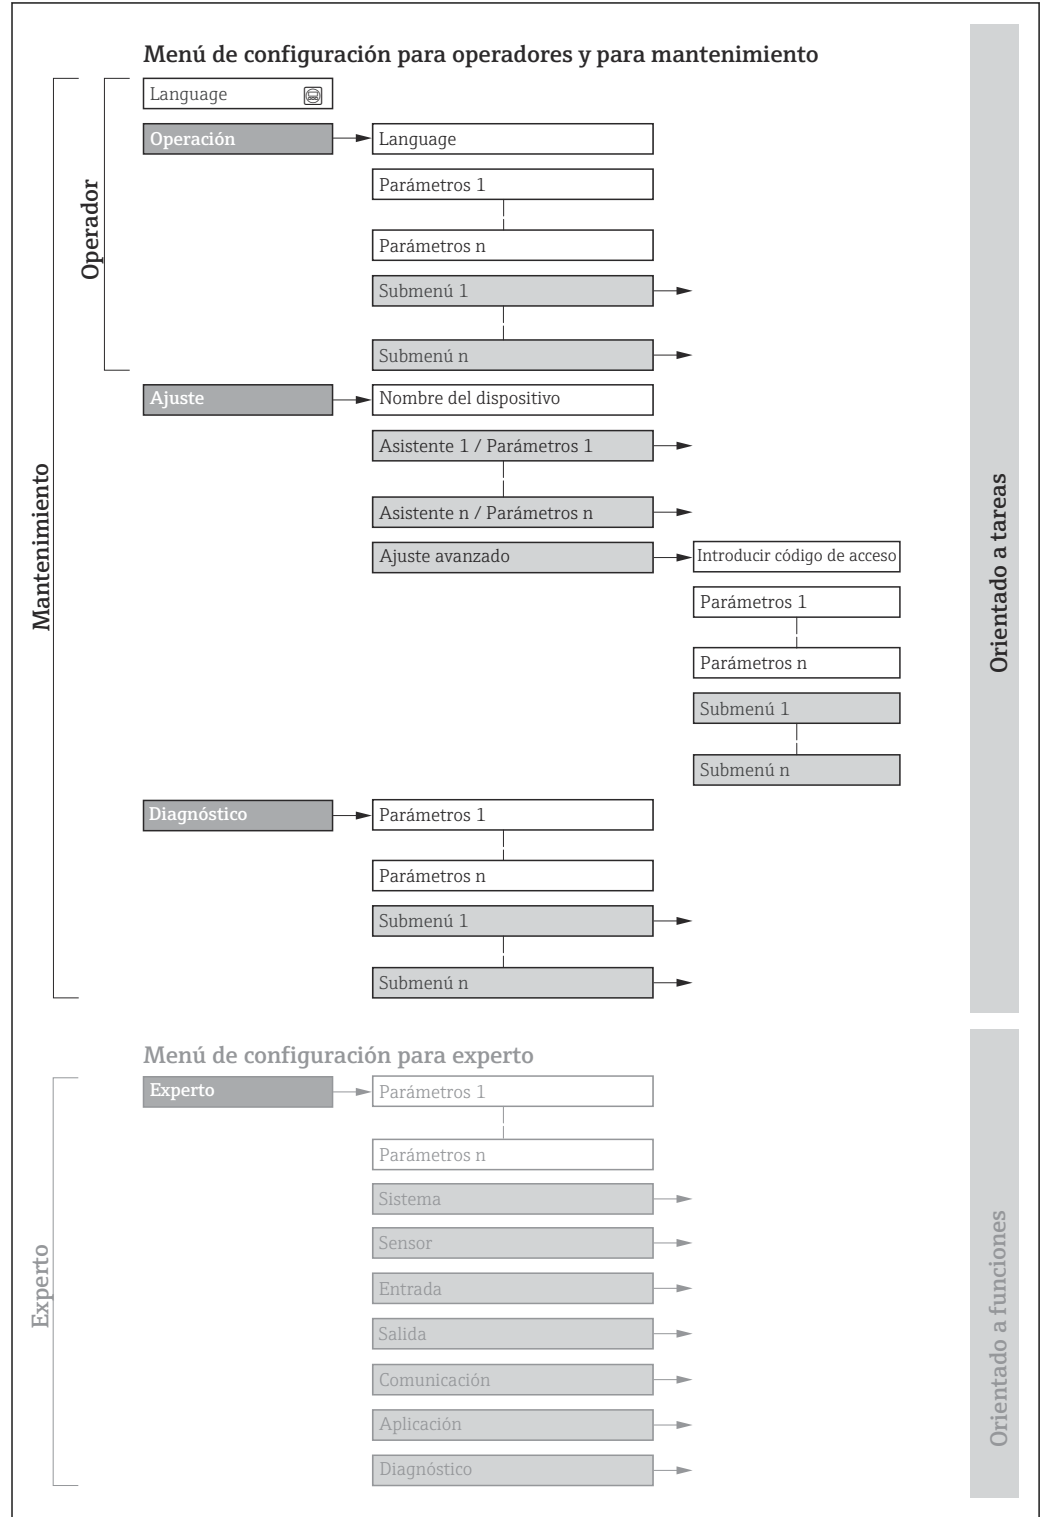 Menú de configuración para operadores y para mantenimiento
Mantenimiento
Operador
Language
Operación
Language
Parámetros 1
Parámetros n
Submenú 1
Submenú n
Ajuste
Nombre del dispositivo
Asistente 1 / Parámetros 1
Asistente n / Parámetros n
Ajuste avanzado
Introducir código de acceso
Parámetros 1
Parámetros n
Submenú 1
Submenú n
Diagnóstico
Parámetros 1
Parámetros n
Submenú 1
Submenú n
Orientado a tareas
Menú de configuración para experto
Experto
Experto
Parámetros 1
Parámetros n
Sistema
Sensor
Entrada
Salida
Comunicación
Aplicación
Diagnóstico
Orientado a funciones